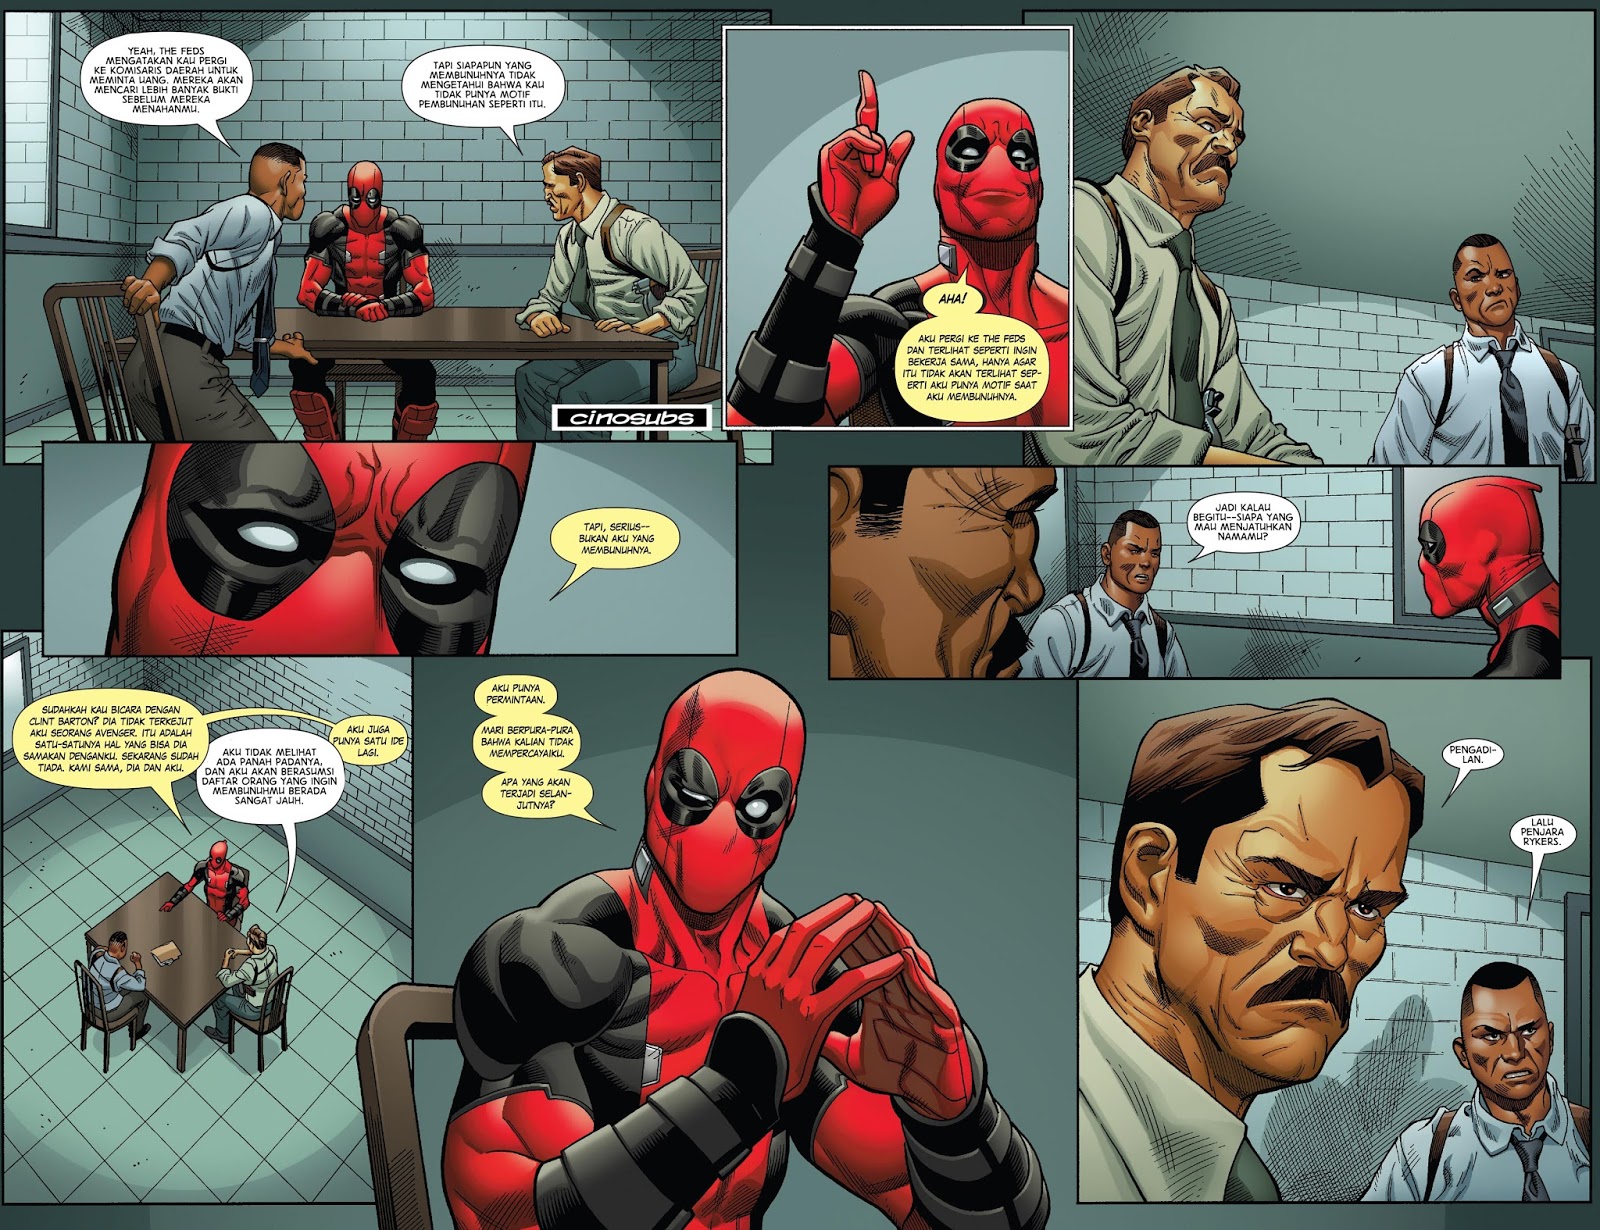 YEAH, THE FEDS
MENGATAKAN KAU PERGI
KE KOMISARIS DAERAH UNTUK
MEMINTA UANG. MEREKA AKAN
MENCARI LEBIH BANYAK BUKTI
SEBELUM MEREKA
MENAHANMU.
TAPI SIAPAPUN YANG
MEMBUNUHNYA TIDAK
MENGETAHUI BAHWA KAU
TIDAK PUNYA MOTIF
PEMBUNUHAN SEPERTI ITU.
cinosubs
AHA!
AKU PERGI KE THE FEDS
DAN TERLIHAT SEPERTI INGIN
BEKERJA SAMA, HANYA AGAR
ITU TIDAK AKAN TERLIHAT SEP-
ERTI AKU PUNYA MOTIF SAAT
AKU MEMBUNUHNYA.
TAPI, SERIUS--
BUKAN AKU YANG
MEMBUNUHNYA.
JADI KALAU
BEGITU--SIAPA YANG
MAU MENJATUHKAN
NAMAMU?
SUDAHKAH KAU BICARA DENGAN
CLINT BARTON? DIA TIDAK TERKEJUT
AKU SEORANG AVENGER. ITU ADALAH
SATU-SATUNYA HAL YANG BISA DIA
SAMAKAN DENGANKU. SEKARANG SUDAH
TIADA. KAMI SAMA, DIA DAN AKU.
AKU JUGA
PUNYA SATU IDE
LAGI.
AKU TIDAK MELIHAT
ADA PANAH PADANYA,
DAN AKU AKAN BERASUMSI
DAFTAR ORANG YANG INGIN
MEMBUNUHMU BERADA
SANGAT JAUH.
AKU PUNYA
PERMINTAAN.
MARI BERPURA-PURA
BAHWA KALIAN TIDAK
MEMPERCAYAIKU.
APA YANG AKAN
TERJADI SELAN-
JUTNYA?
PENGADI-
LAN.
LALU
PENJARA
RYKERS.